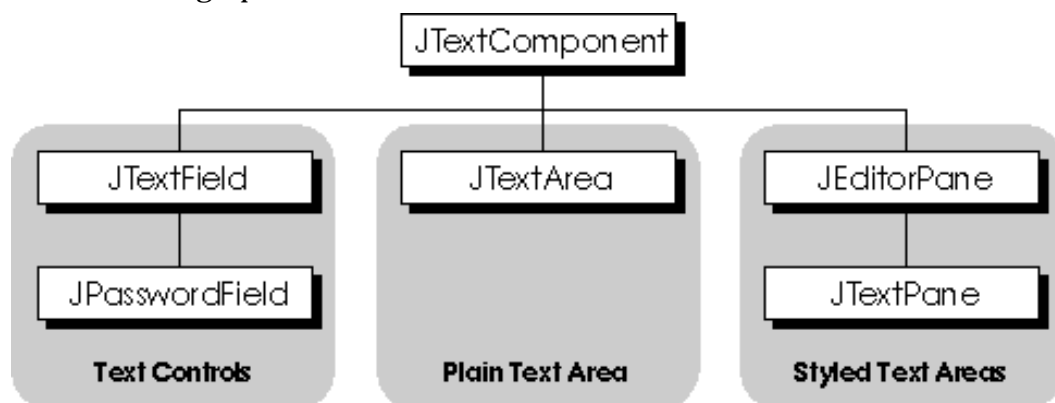 JTextComponent
JTextField
JTextArea
JEditorPane
JPasswordField
JTextPane
Text Controls
Plain Text Area
Styled Text Areas